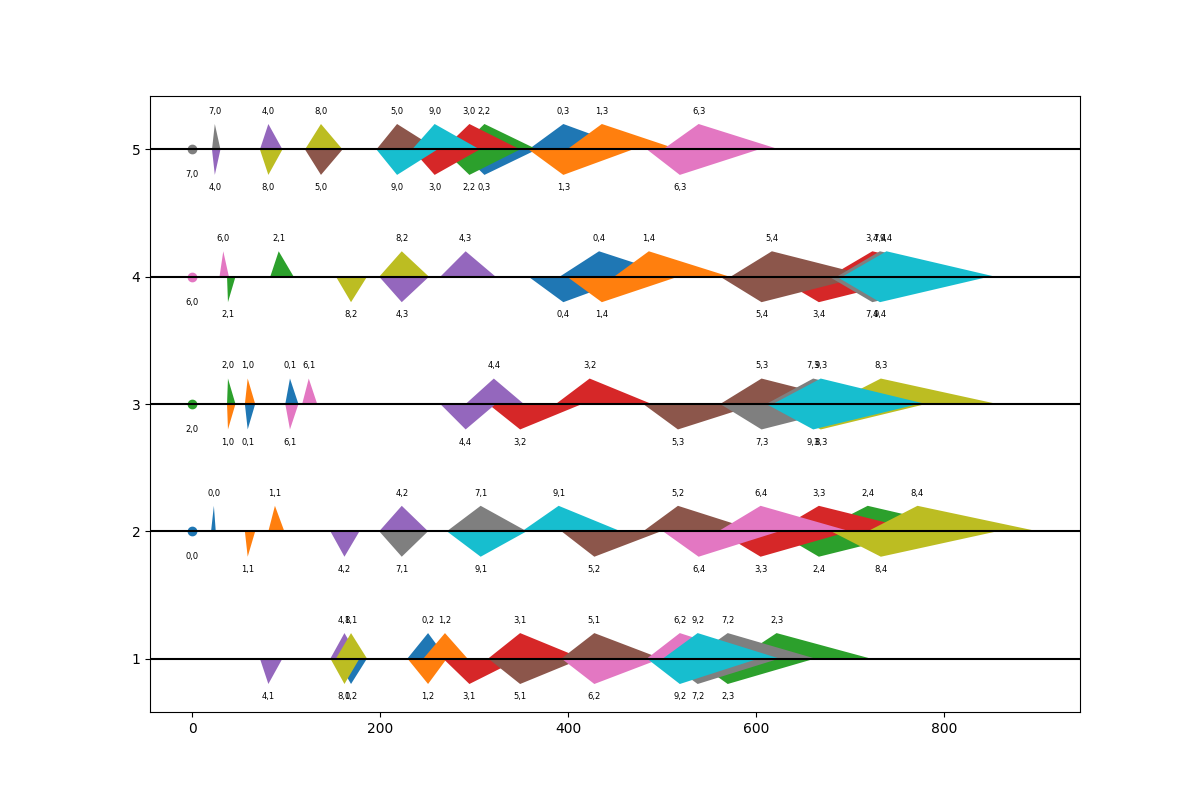 7,0 4,0 8,0 5,0 9,0 3,0 2,2 0,3 1,3 6,3
5
7,0
4,0 8,0 5,0 9,0 3,0 2,2 0,3 1,3 6,3
6,0 2,1 8,2 4,3 0,4 1,4 5,4
4
6,0
2,1 8,2 4,3 0,4 1,4 5,4 3,4
2,0 1,0 0,1 6,1 4,4 3,2 5,3 8,3
3
2,0
1,0 0,1 6,1 4,4 3,2 5,3 7,3
0,0 1,1 4,2 7,1 9,1 5,2 6,4 3,3 2,4 8,4
2
0,0
1,1 4,2 7,1 9,1 5,2 6,4 3,3 2,4 8,4
0,2 1,2 3,1 5,1 6,2 9,2 7,2 2,3
1
4,1 1,2 3,1 5,1 6,2 9,2 7,2 2,3
0 200 400 600 800